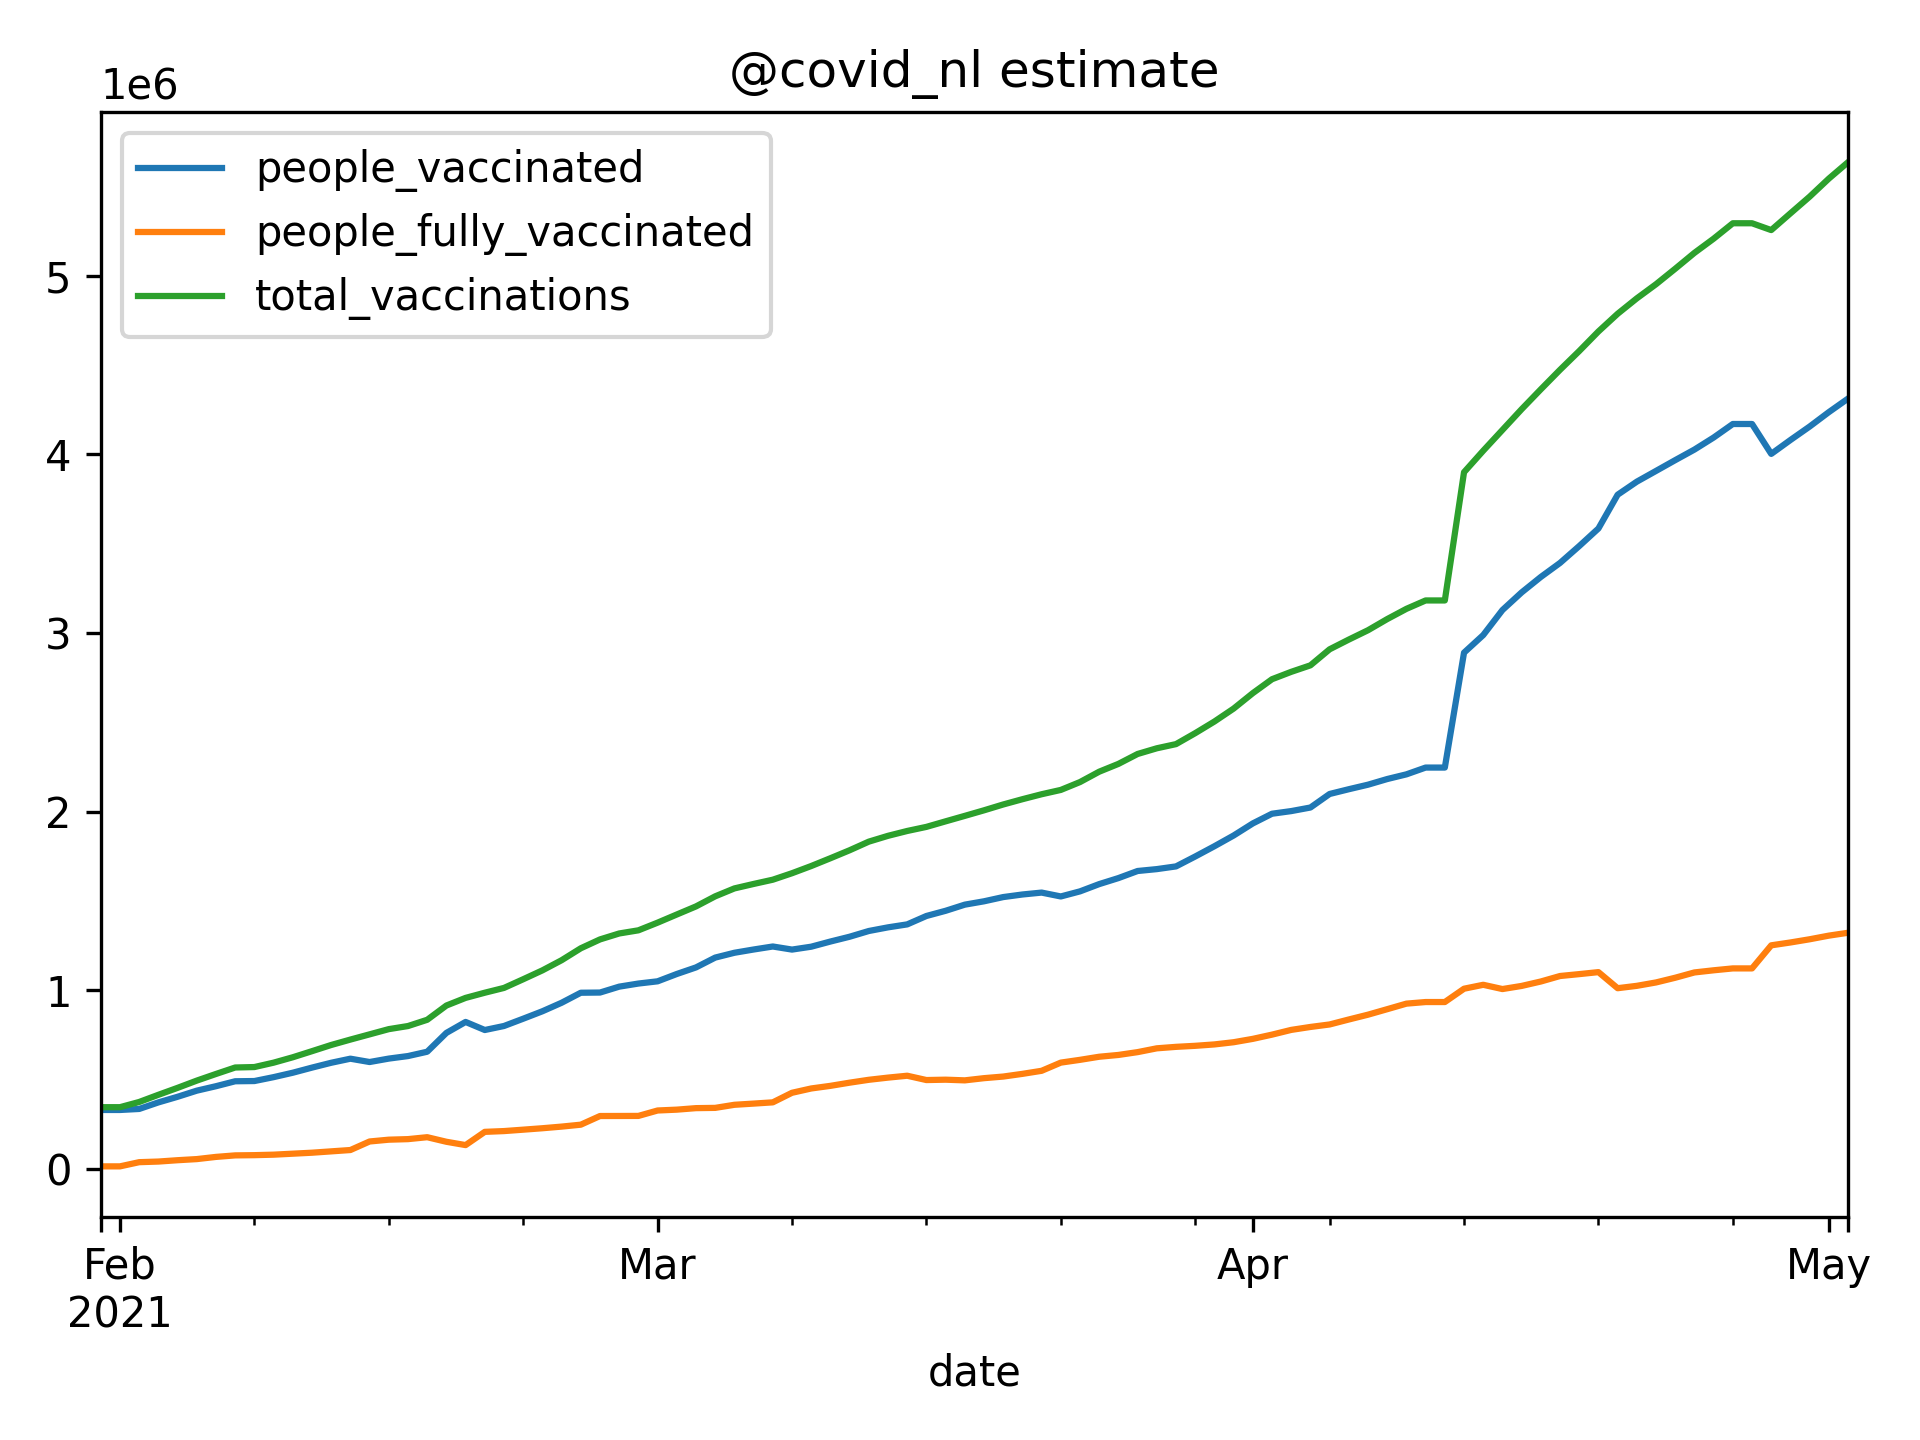 @covid_nl estimate
1e6
people_vaccinated
people_fully_vaccinated
total_vaccinations
5
4
3
2
1
0
Feb Mar Apr May
2021
date